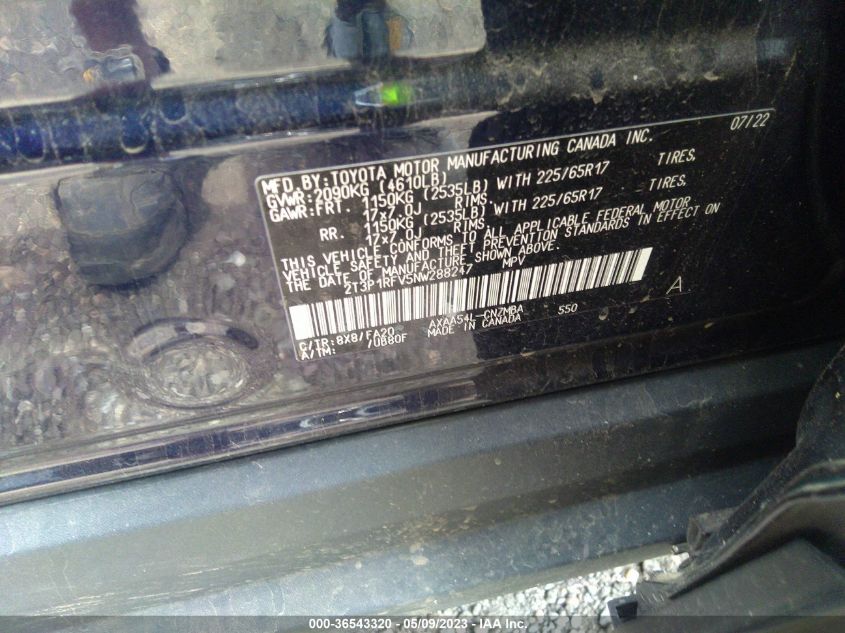 07/22
MFD. BY: TOYOTA MOTOR MANUFACTURING CANADA INC.
GVWR: 2090KG (4610LB)
GAWR: FRT. 1150KG (2535LB) WITH 225/65R17 TIRES,
17x7.0J RIMS.
RR. 1150KG (2535LB) WITH 225/65R17 TIRES,
17x7.0J RIMS.
THIS VEHICLE CONFORMS TO ALL APPLICABLE FEDERAL MOTOR
VEHICLE SAFETY AND THEFT PREVENTION STANDARDS IN EFFECT ON
THE DATE OF MANUFACTURE SHOWN ABOVE.
2T3P1RFV5NW288247 MPV
A
C/TR: 8X8/FA20 AXAA54L-CNZMBA 550
A/TM: /UB80F MADE IN CANADA
000-36543320 - 05/09/2023 - IAA Inc.